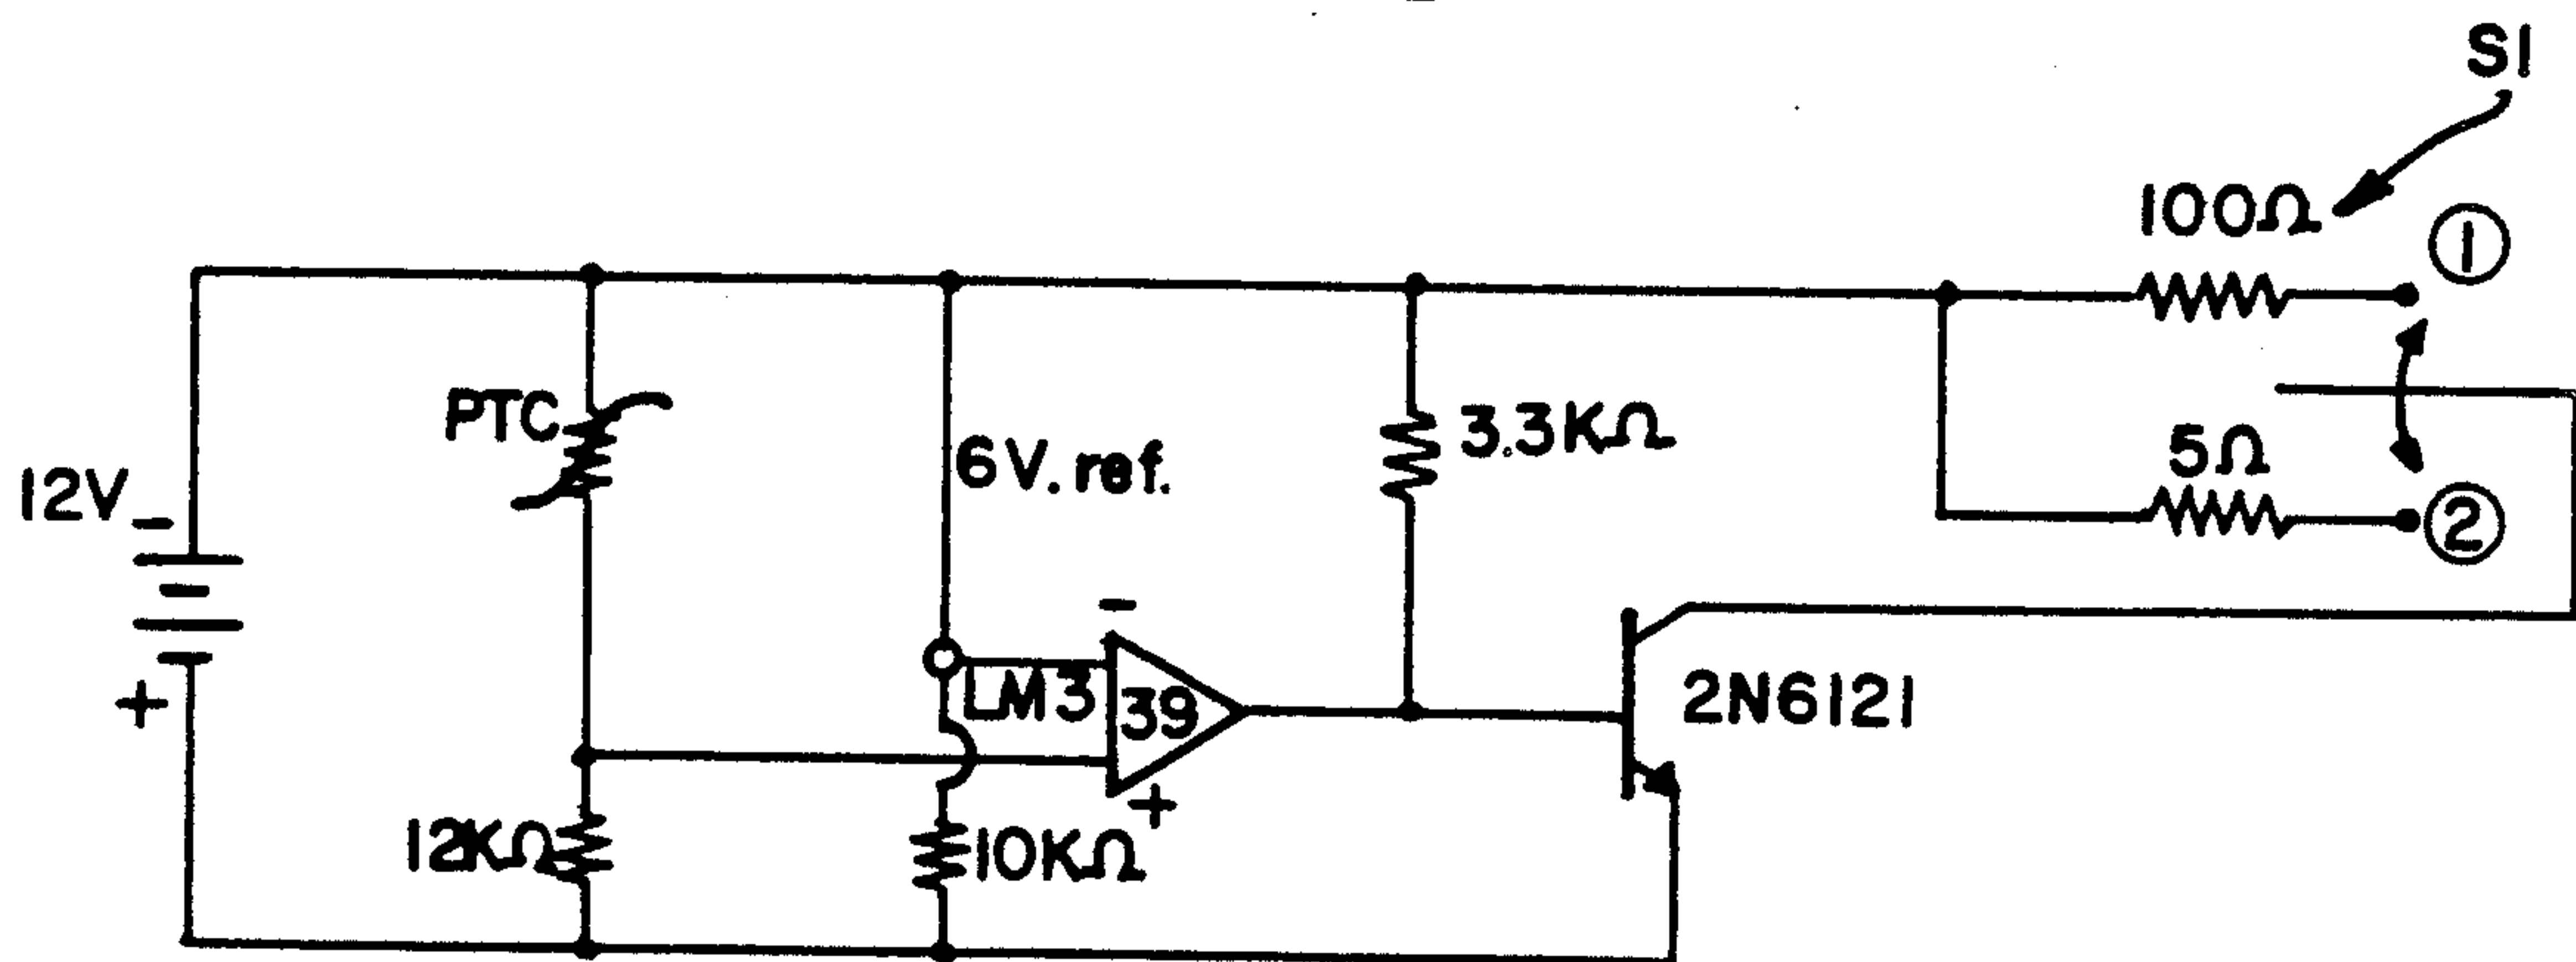 S1
100Ω
①
PTC
3.3KΩ
6V. ref.
5Ω
12V
-
②
-
LM339
+
2N6121
+
12KΩ
10KΩ